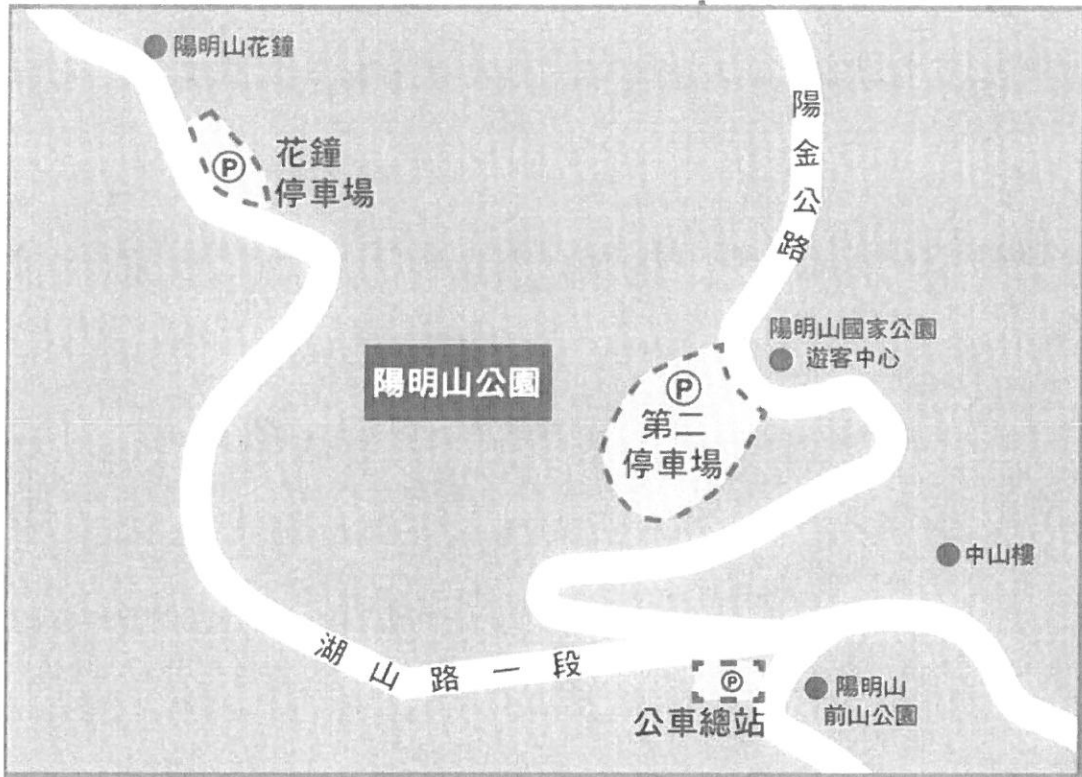 陽明山花鐘
陽金公路
P
花鐘
停車場
陽明山國家公園
遊客中心
陽明山公園
P
第二
停車場
中山樓
湖山路一段
P
公車總站
陽明山
前山公園